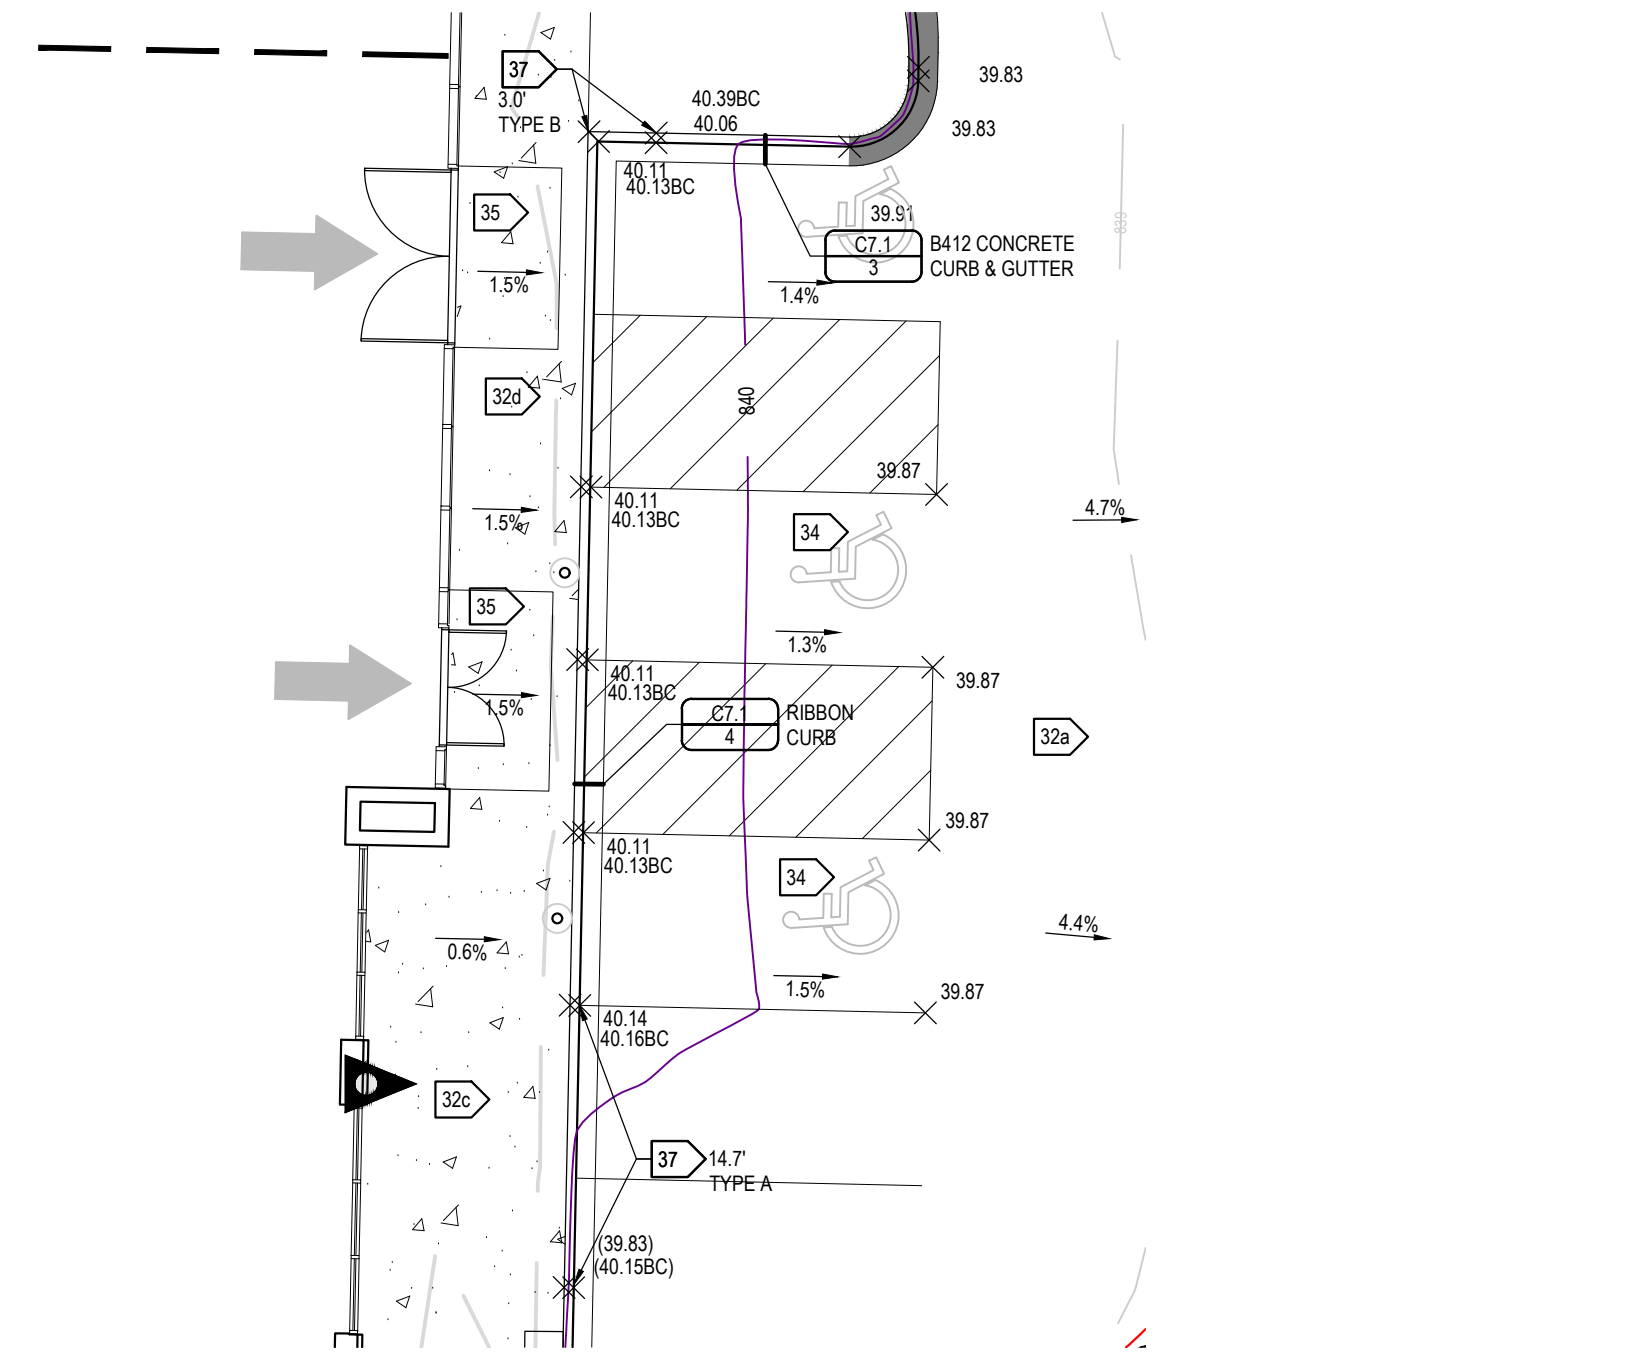 37
3.0'
TYPE B
40.39BC
40.06
39.83
39.83
40.11
40.13BC
35
39.91
C7.1
3
B412 CONCRETE
CURB & GUTTER
839
1.5%
1.4%
32d
840
39.87
40.11
40.13BC
1.5%
34
4.7%
35
1.3%
40.11
40.13BC
39.87
1.5%
C7.1
4
RIBBON
CURB
32a
39.87
40.11
40.13BC
34
0.6%
4.4%
1.5%
39.87
40.14
40.16BC
32c
37
14.7'
TYPE A
(39.83)
(40.15BC)